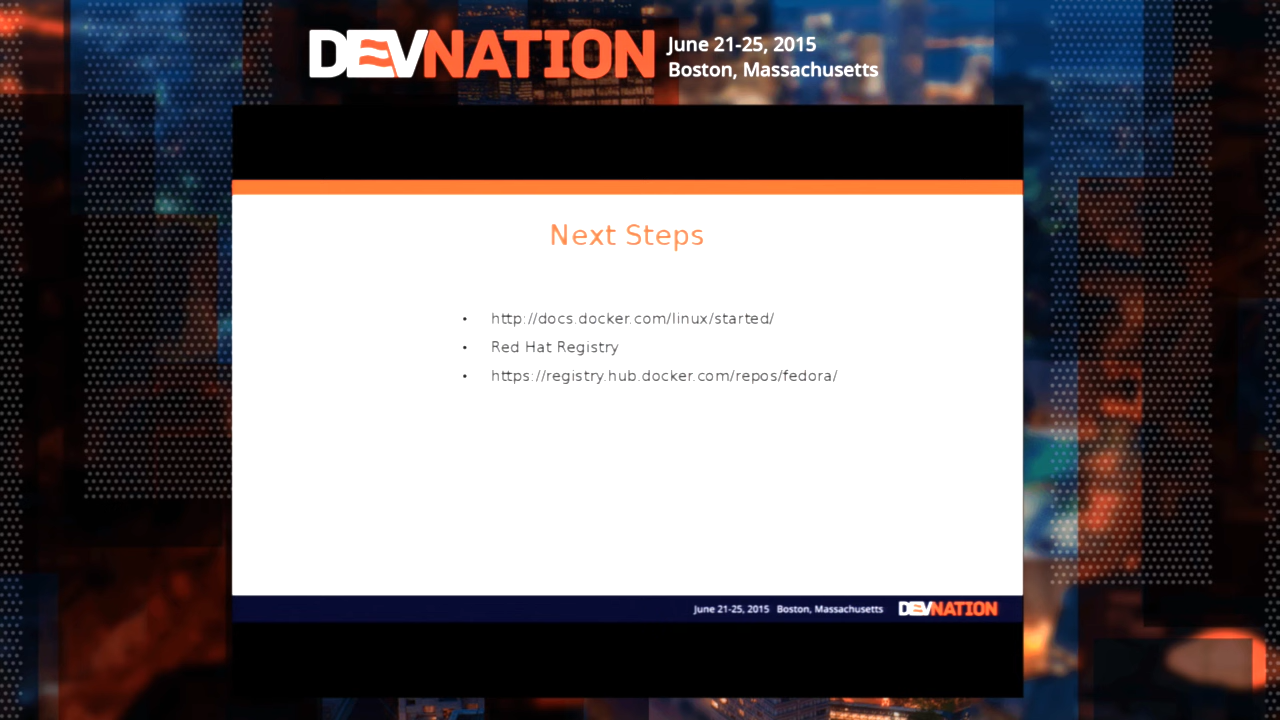 DEVNATION
June 21-25, 2015
Boston, Massachusetts
Next Steps
• http://docs.docker.com/linux/started/
• Red Hat Registry
• https://registry.hub.docker.com/repos/fedora/
June 21-25, 2015 Boston, Massachusetts DEVNATION